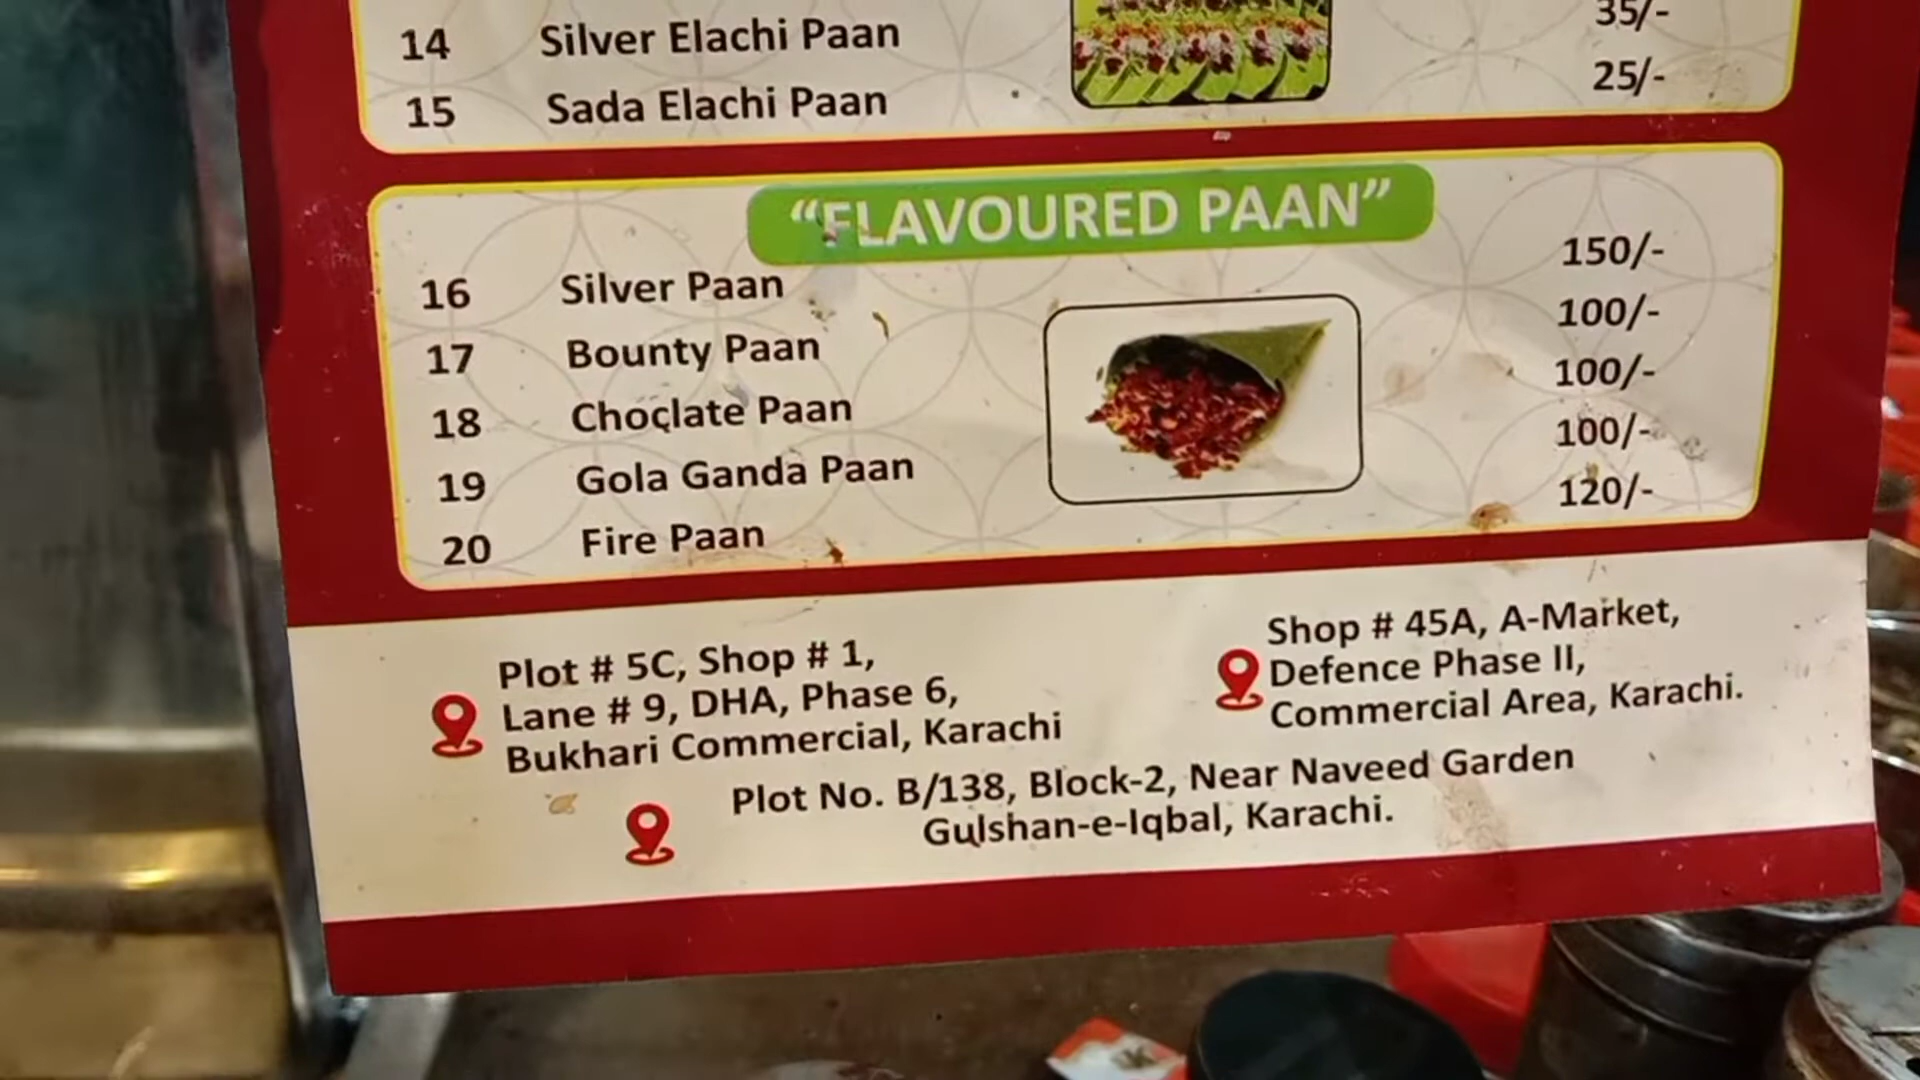 14 Silver Elachi Paan 35/-
15 Sada Elachi Paan 25/-
“FLAVOURED PAAN”
16 Silver Paan 150/-
17 Bounty Paan 100/-
18 Choclate Paan 100/-
19 Gola Ganda Paan 100/-
20 Fire Paan 120/-
Plot # 5C, Shop # 1,
Lane # 9, DHA, Phase 6,
Bukhari Commercial, Karachi
Shop # 45A, A-Market,
Defence Phase II,
Commercial Area, Karachi.
Plot No. B/138, Block-2, Near Naveed Garden
Gulshan-e-Iqbal, Karachi.